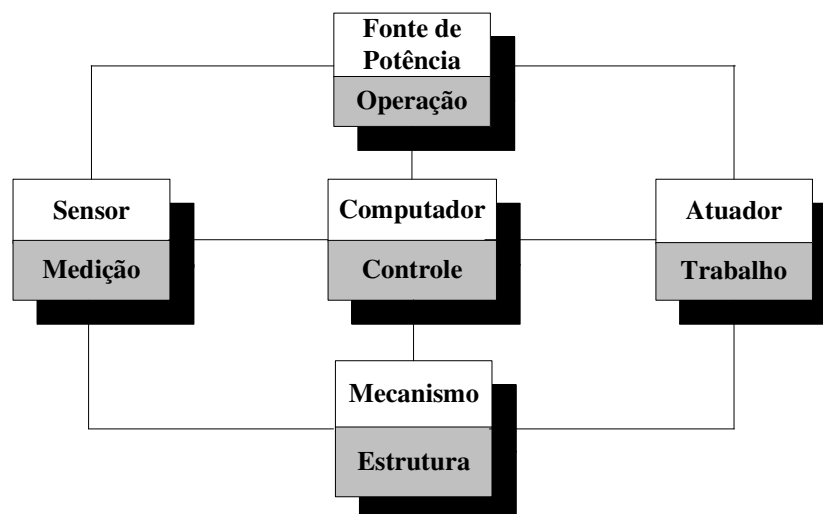 Fonte de
Potência
Operação
Sensor
Medição
Computador
Controle
Atuador
Trabalho
Mecanismo
Estrutura